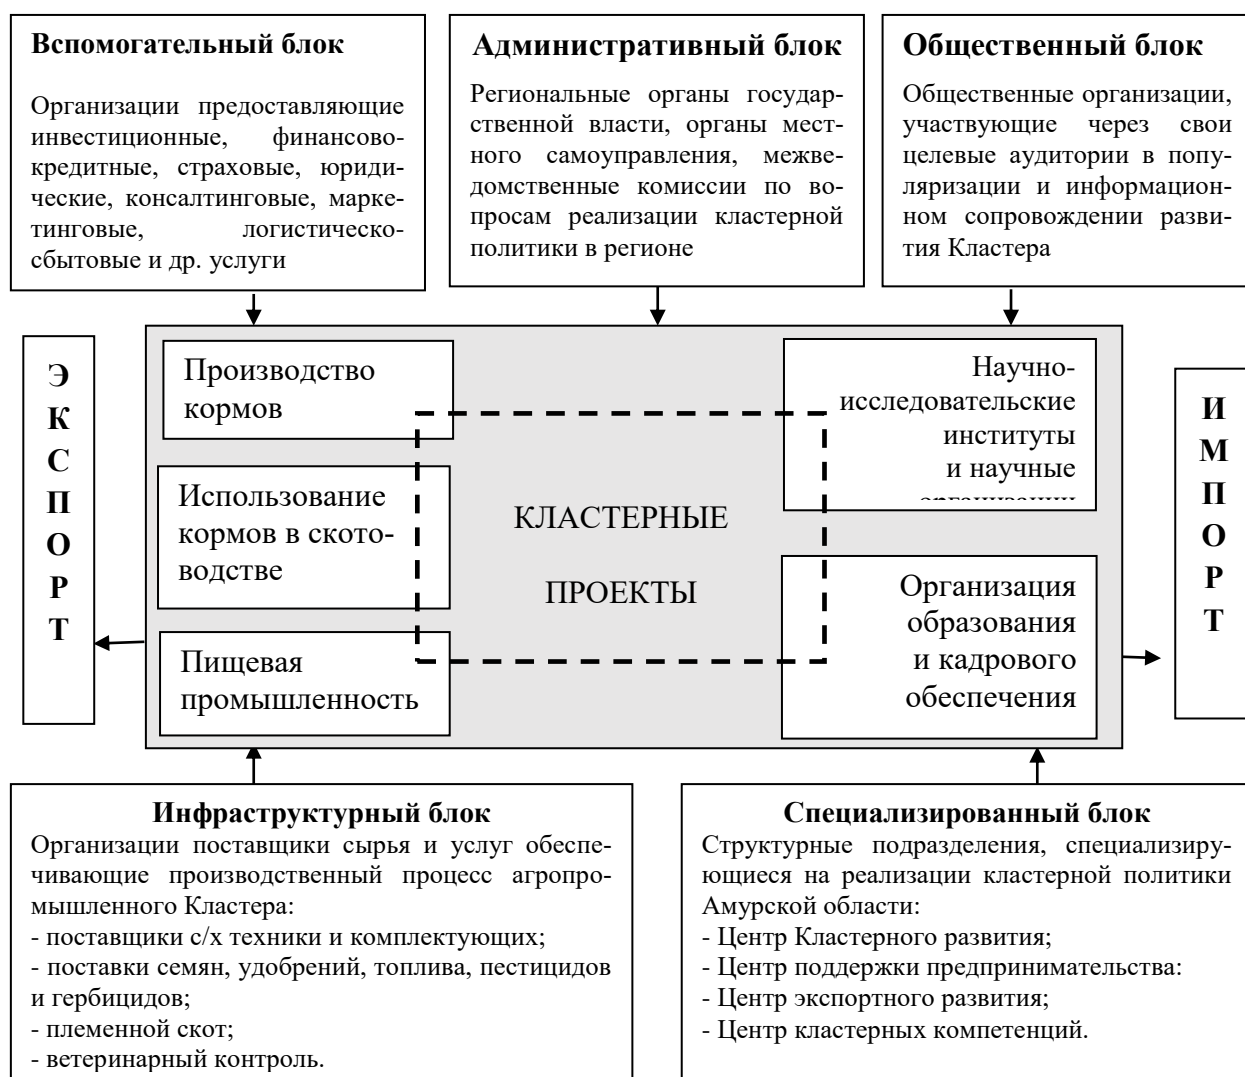 Вспомогательный блок
Организации предоставляющие
инвестиционные, финансово-
кредитные, страховые, юриди-
ческие, консалтинговые, марке-
тинговые, логистическо-
сбытовые и др. услуги
Административный блок
Региональные органы государ-
ственной власти, органы мест-
ного самоуправления, межве-
домственные комиссии по во-
просам реализации кластерной
политики в регионе
Общественный блок
Общественные организации,
участвующие через свои
целевые аудитории в попу-
ляризации и информацион-
ном сопровождении разви-
тия Кластера
ЭКСПОРТ
Производство
кормов
Использование
кормов в ското-
водстве
Пищевая
промышленность
КЛАСТЕРНЫЕ
ПРОЕКТЫ
Научно-
исследовательские
институты
и научные
организации
Организация
образования
и кадрового
обеспечения
ИМПОРТ
Инфраструктурный блок
Организации поставщики сырья и услуг обеспе-
чивающие производственный процесс агропро-
мышленного Кластера:
- поставщики с/х техники и комплектующих;
- поставки семян, удобрений, топлива, пестицидов
и гербицидов;
- племенной скот;
- ветеринарный контроль.
Специализированный блок
Структурные подразделения, специализиру-
ющиеся на реализации кластерной политики
Амурской области:
- Центр Кластерного развития;
- Центр поддержки предпринимательства:
- Центр экспортного развития;
- Центр кластерных компетенций.